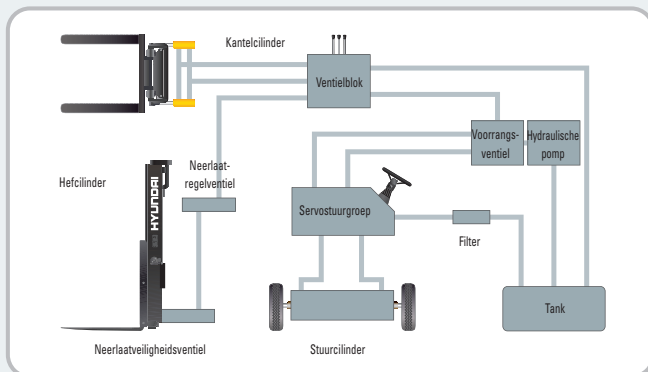 Kantelcilinder
Ventielblok
Voorrangs-
ventiel
Hydraulische
pomp
Neerlaat-
regelventiel
Hefcilinder
HYUNDAI
Servostuurgroep
Filter
Tank
Neerlaatveiligheidsventiel
Stuurcilinder